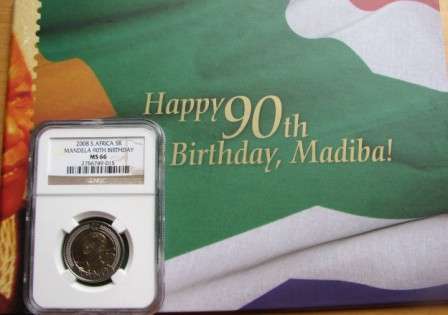 Happy 90th
Birthday, Madiba!
2008 S.AFRICA 5R
MANDELA 90TH BIRTHDAY
MS 66